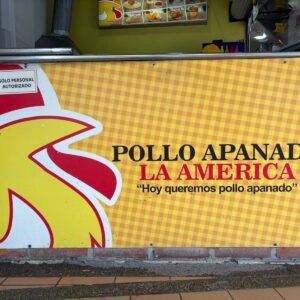 SOLO PERSONAL
AUTORIZADO
POLLO APANAD
LA AMERICA
"Hoy queremos pollo apanado"